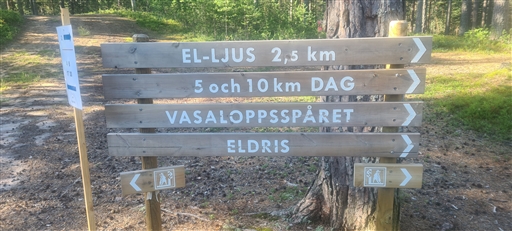 EL-LJUS 2,5 km
5 och 10 km DAG
VASALOPPSSPÅRET
ELDRIS